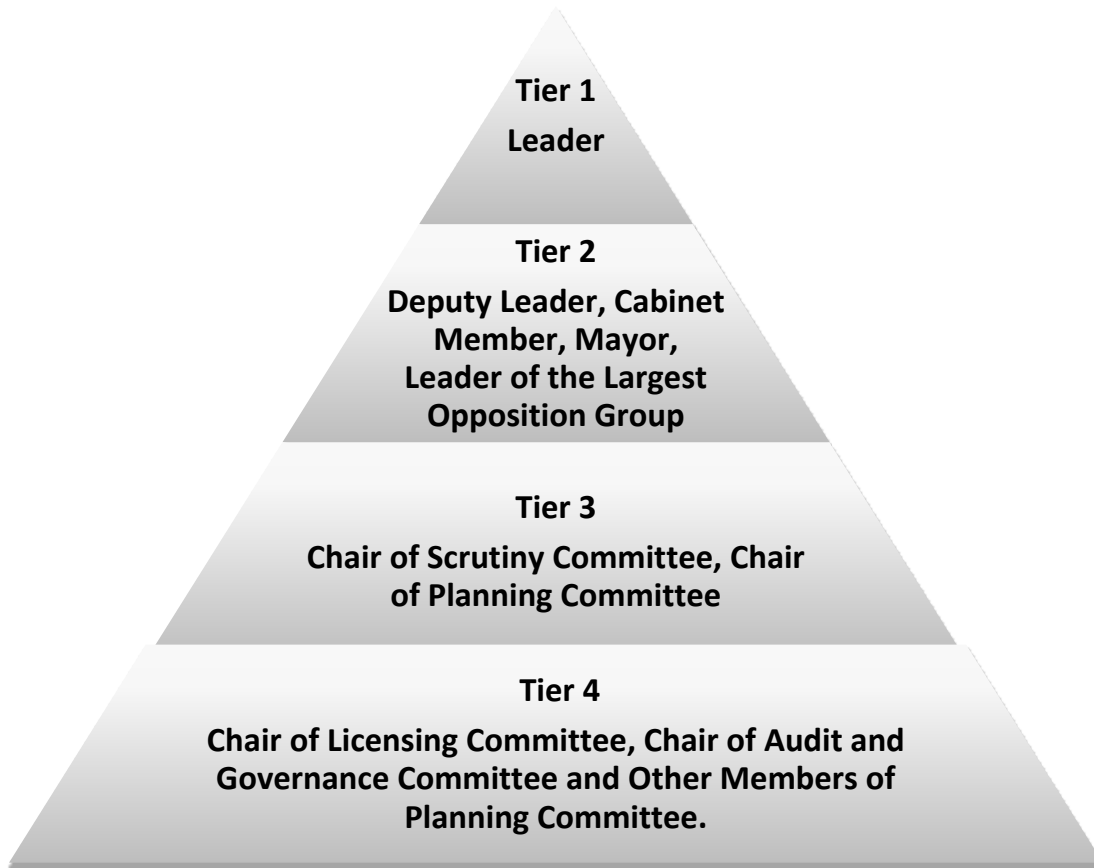 Tier 1
Leader
Tier 2
Deputy Leader, Cabinet
Member, Mayor,
Leader of the Largest
Opposition Group
Tier 3
Chair of Scrutiny Committee, Chair
of Planning Committee
Tier 4
Chair of Licensing Committee, Chair of Audit and
Governance Committee and Other Members of
Planning Committee.